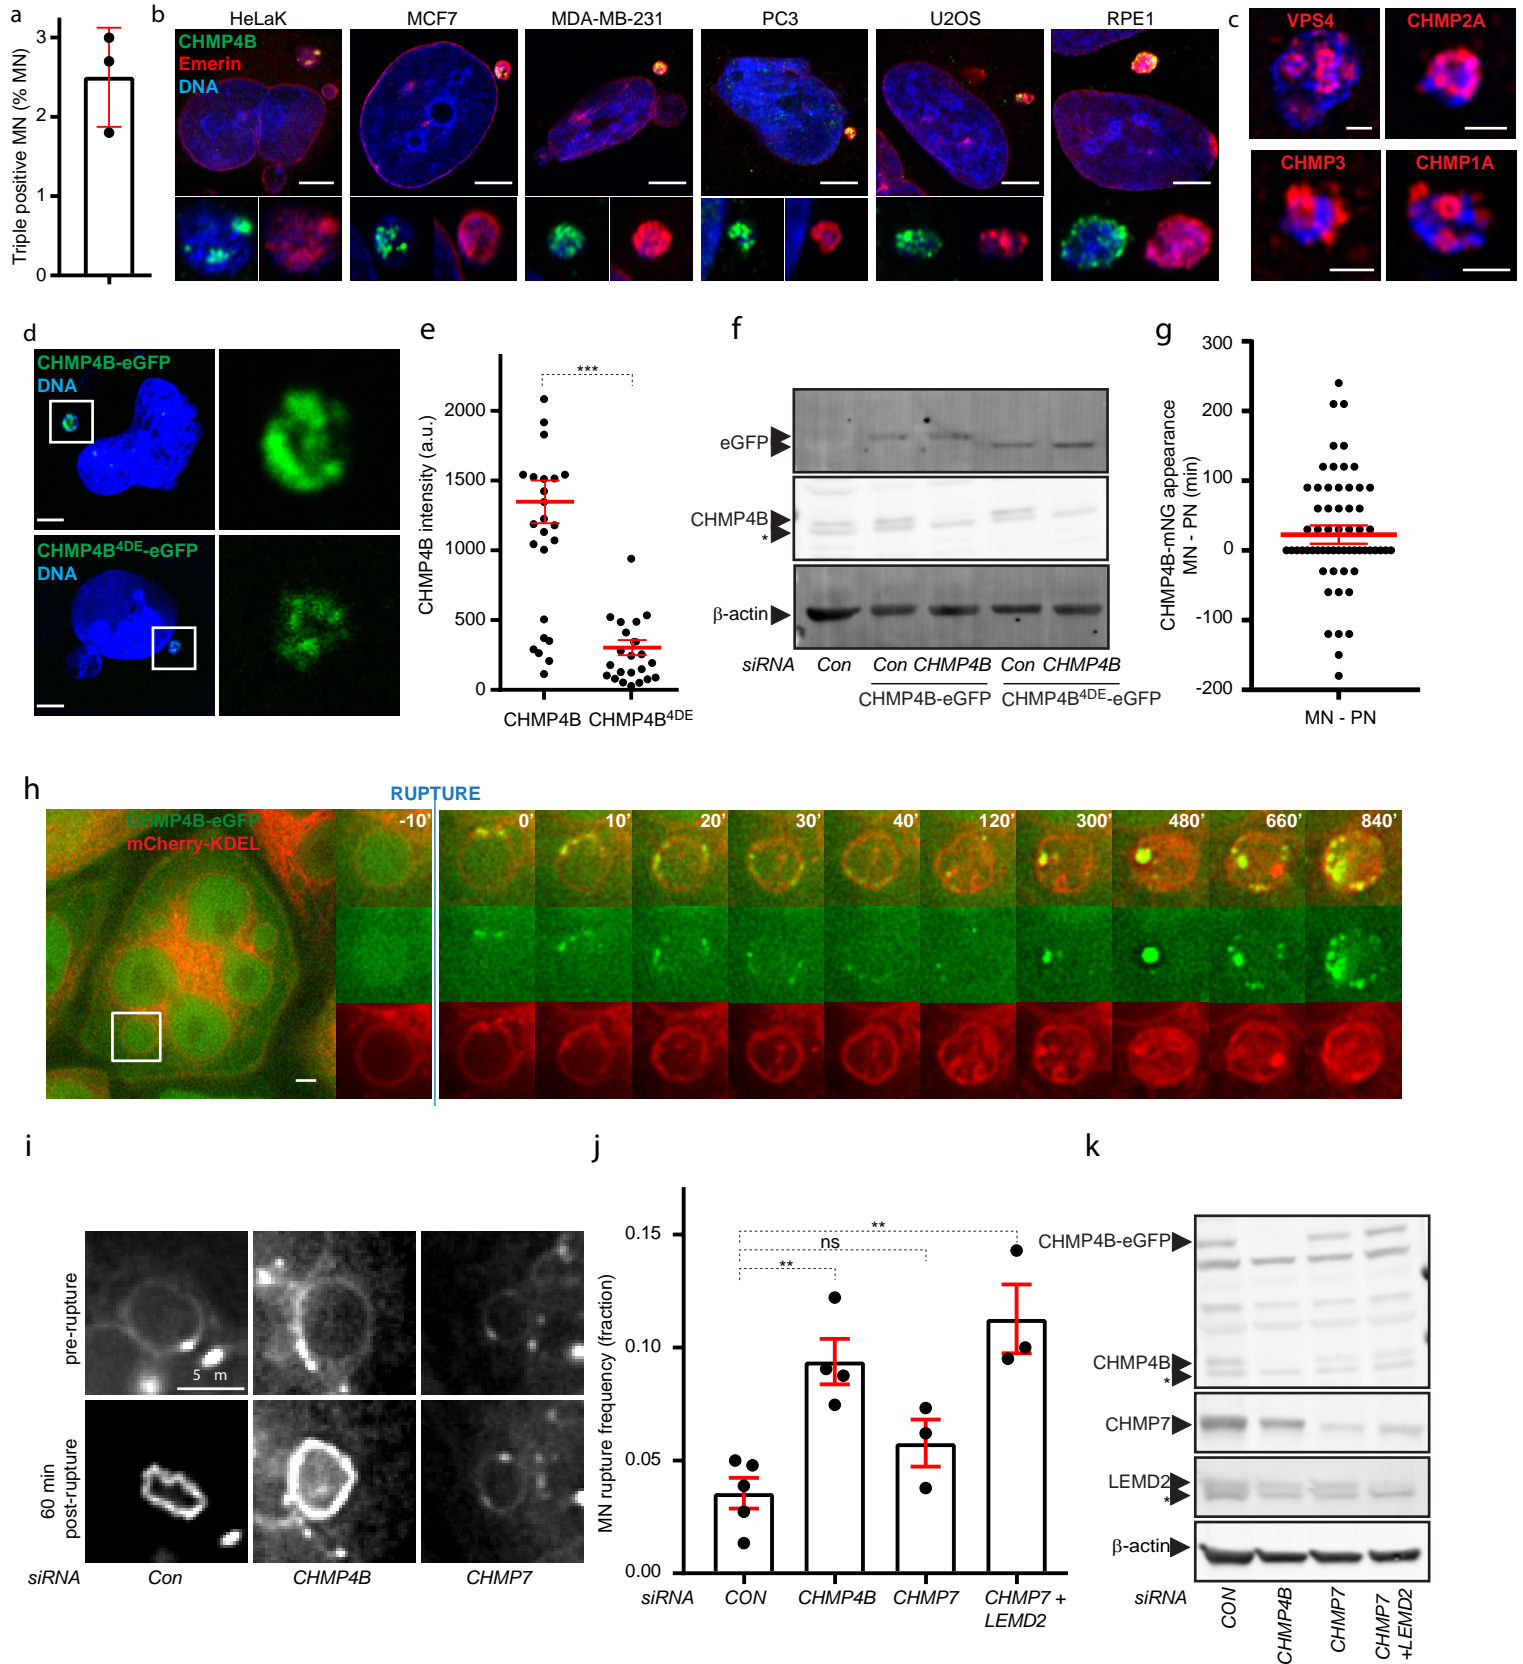 a
Triple positive MN (% MN)
3
2
1
0
b
HeLaK
MCF7
MDA-MB-231
PC3
U2OS
RPE1
CHMP4B
Emerin
DNA
c
VPS4
CHMP2A
CHMP3
CHMP1A
d
CHMP4B-eGFP
DNA
CHMP4B4DE-eGFP
DNA
e
CHMP4B intensity (a.u.)
2000
1500
1000
500
0
***
CHMP4B
CHMP4B4DE
f
eGFP
CHMP4B
*
β-actin
siRNA
Con
Con
CHMP4B
Con
CHMP4B
CHMP4B-eGFP
CHMP4B4DE-eGFP
g
CHMP4B-mNG appearance
MN - PN (min)
300
200
100
0
-100
-200
MN - PN
h
RUPTURE
CHMP4B-eGFP
mCherry-KDEL
-10’
0’
10’
20’
30’
40’
120’
300’
480’
660’
840’
i
pre-rupture
5 m
60 min
post-rupture
siRNA
Con
CHMP4B
CHMP7
j
MN rupture frequency (fraction)
0.15
0.10
0.05
0.00
**
ns
**
siRNA
CON
CHMP4B
CHMP7
CHMP7 +
LEMD2
k
CHMP4B-eGFP
CHMP4B
*
CHMP7
LEMD2
*
β-actin
siRNA
CON
CHMP4B
CHMP7
CHMP7
+LEMD2